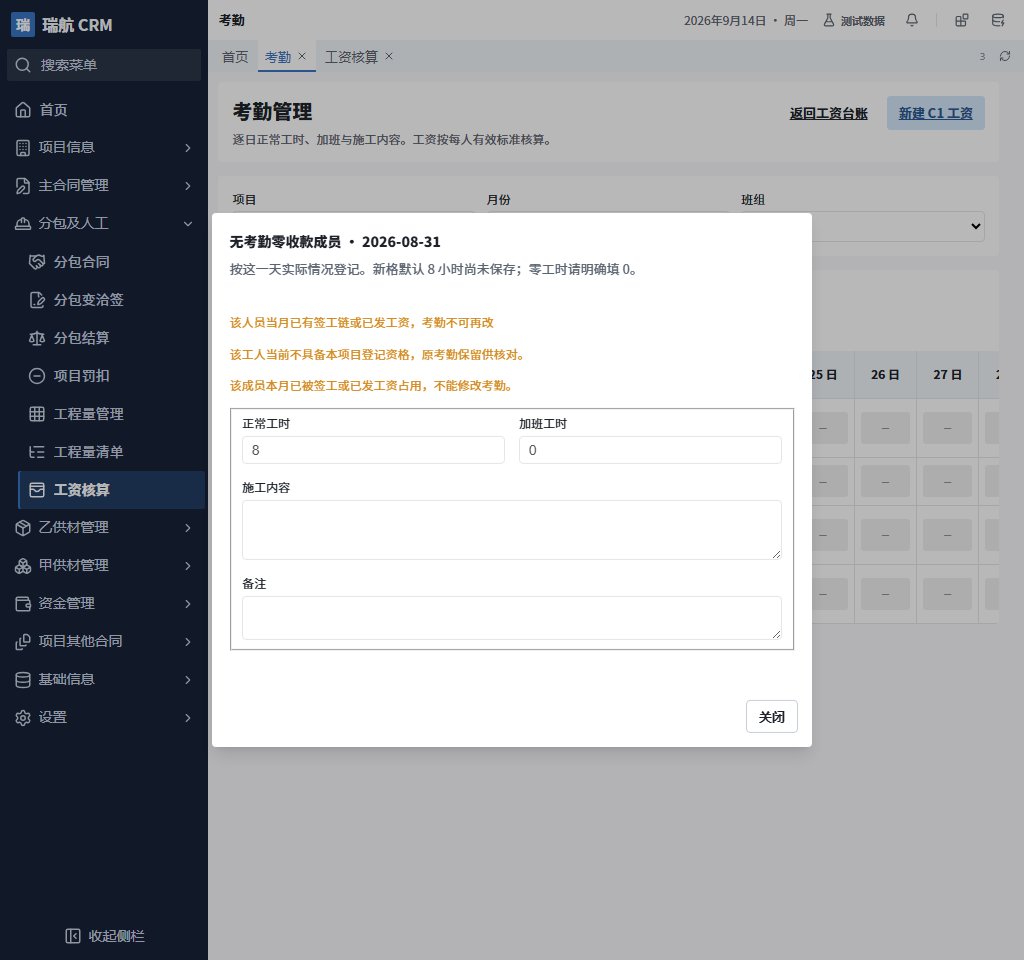 瑞 瑞航 CRM
搜索菜单
首页
项目信息
主合同管理
分包及人工
分包合同
分包变洽签
分包结算
项目罚扣
工程量管理
工程量清单
工资核算
乙供材管理
甲供材管理
资金管理
项目其他合同
基础信息
设置
收起侧栏
考勤
2026年9月14日 • 周一
测试数据
首页 考勤 工资核算
3
考勤管理
逐日正常工时、加班与施工内容。工资按每人有效标准核算。
返回工资台账
新建 C1 工资
项目 月份 班组
25 日 26 日 27 日 2
— — —
— — —
— — —
— — —
无考勤零收款成员 • 2026-08-31
按这一天实际情况登记。新格默认 8 小时尚未保存；零工时请明确填 0。
该人员当月已有签工链或已发工资，考勤不可再改
该工人当前不具备本项目登记资格，原考勤保留供核对。
该成员本月已被签工或已发工资占用，不能修改考勤。
正常工时 加班工时
8 0
施工内容
备注
关闭